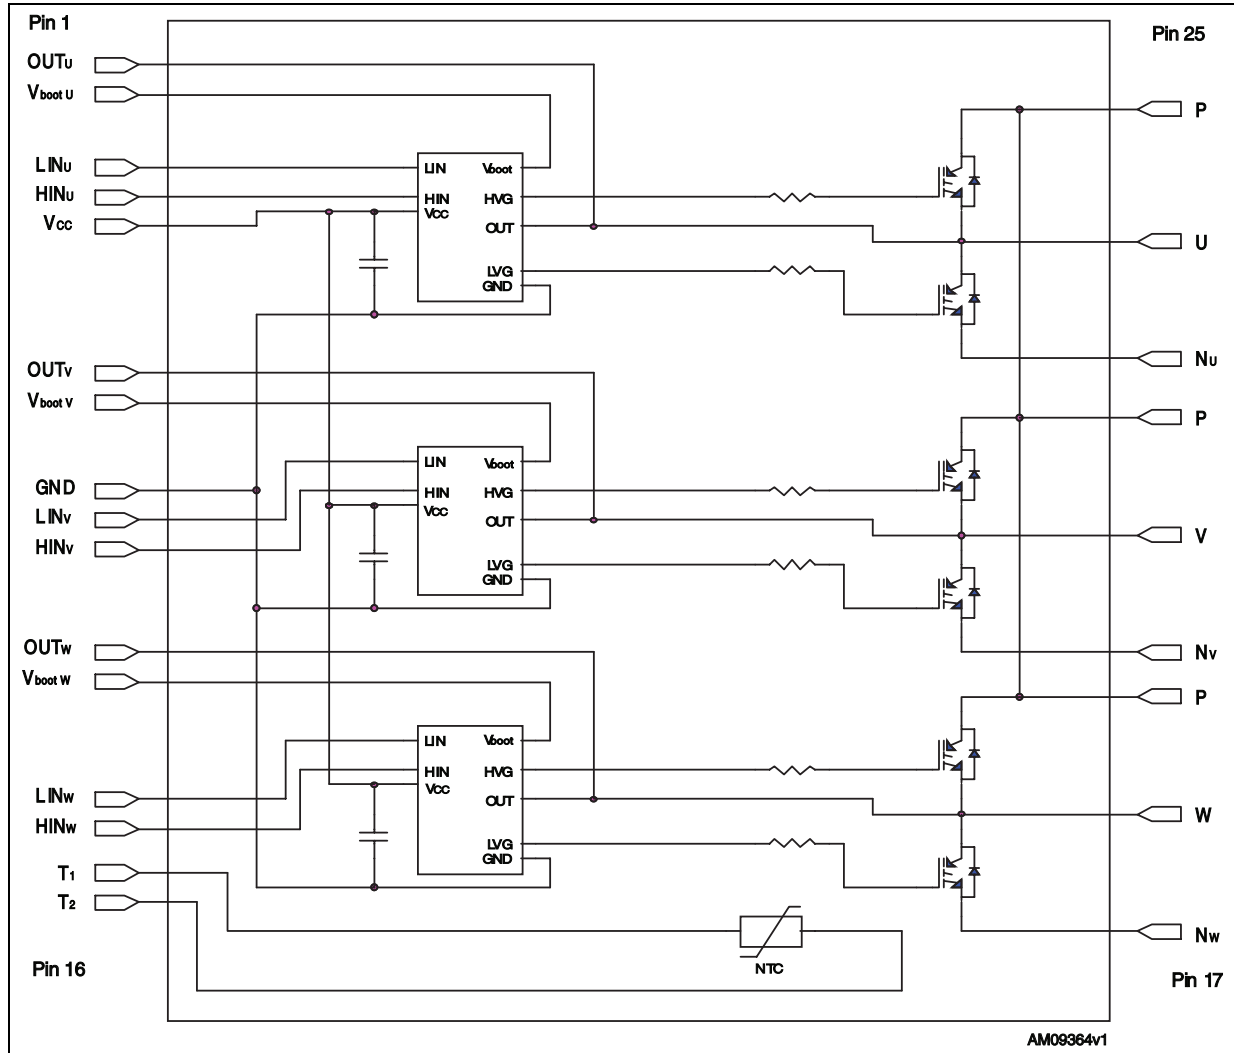 Pin 1
Pin 25
OUTU
Vboot U
P
LINU
HINU
VCC
LIN
HIN
VCC
Vboot
HVG
OUT
LVG
GND
U
NU
OUTV
Vboot V
P
GND
LINV
HINV
LIN
HIN
VCC
Vboot
HVG
OUT
LVG
GND
V
NV
OUTW
Vboot W
P
LINW
HINW
LIN
HIN
VCC
Vboot
HVG
OUT
LVG
GND
W
T1
T2
NTC
NW
Pin 16
Pin 17
AM09364v1